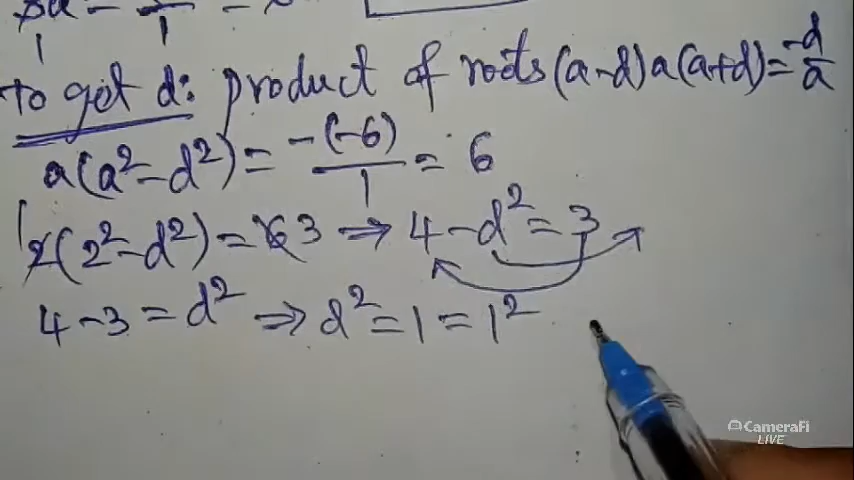 To get d: product of roots (a-d)a(a+d) = -d/a
a(a²-d²) = -(-6)/1 = 6
2(2²-d²) = 6 3 ⇒ 4-d² = 3
4-3 = d² ⇒ d² = 1 = 1²
CameraFi
LIVE